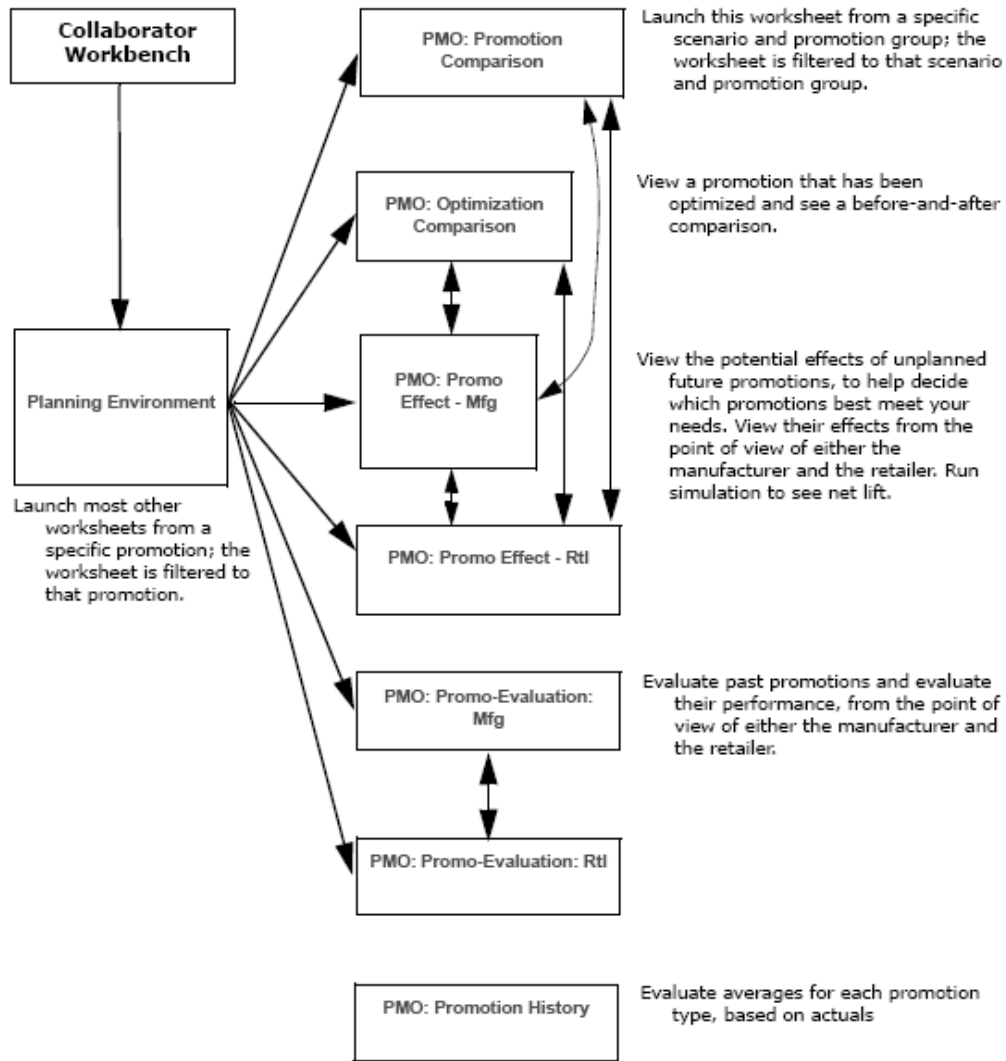 Collaborator
Workbench
PMO: Promotion
Comparison
Launch this worksheet from a specific
scenario and promotion group; the
worksheet is filtered to that scenario
and promotion group.
PMO: Optimization
Comparison
View a promotion that has been
optimized and see a before-and-after
comparison.
Planning Environment
Launch most other
worksheets from a
specific promotion; the
worksheet is filtered to
that promotion.
PMO: Promo
Effect - Mfg
View the potential effects of unplanned
future promotions, to help decide
which promotions best meet your
needs. View their effects from the
point of view of either the
manufacturer and the retailer. Run
simulation to see net lift.
PMO: Promo Effect - Rtl
PMO: Promo-Evaluation:
Mfg
Evaluate past promotions and evaluate
their performance, from the point of
view of either the manufacturer and
the retailer.
PMO: Promo-Evaluation: Rtl
PMO: Promotion History
Evaluate averages for each promotion
type, based on actuals